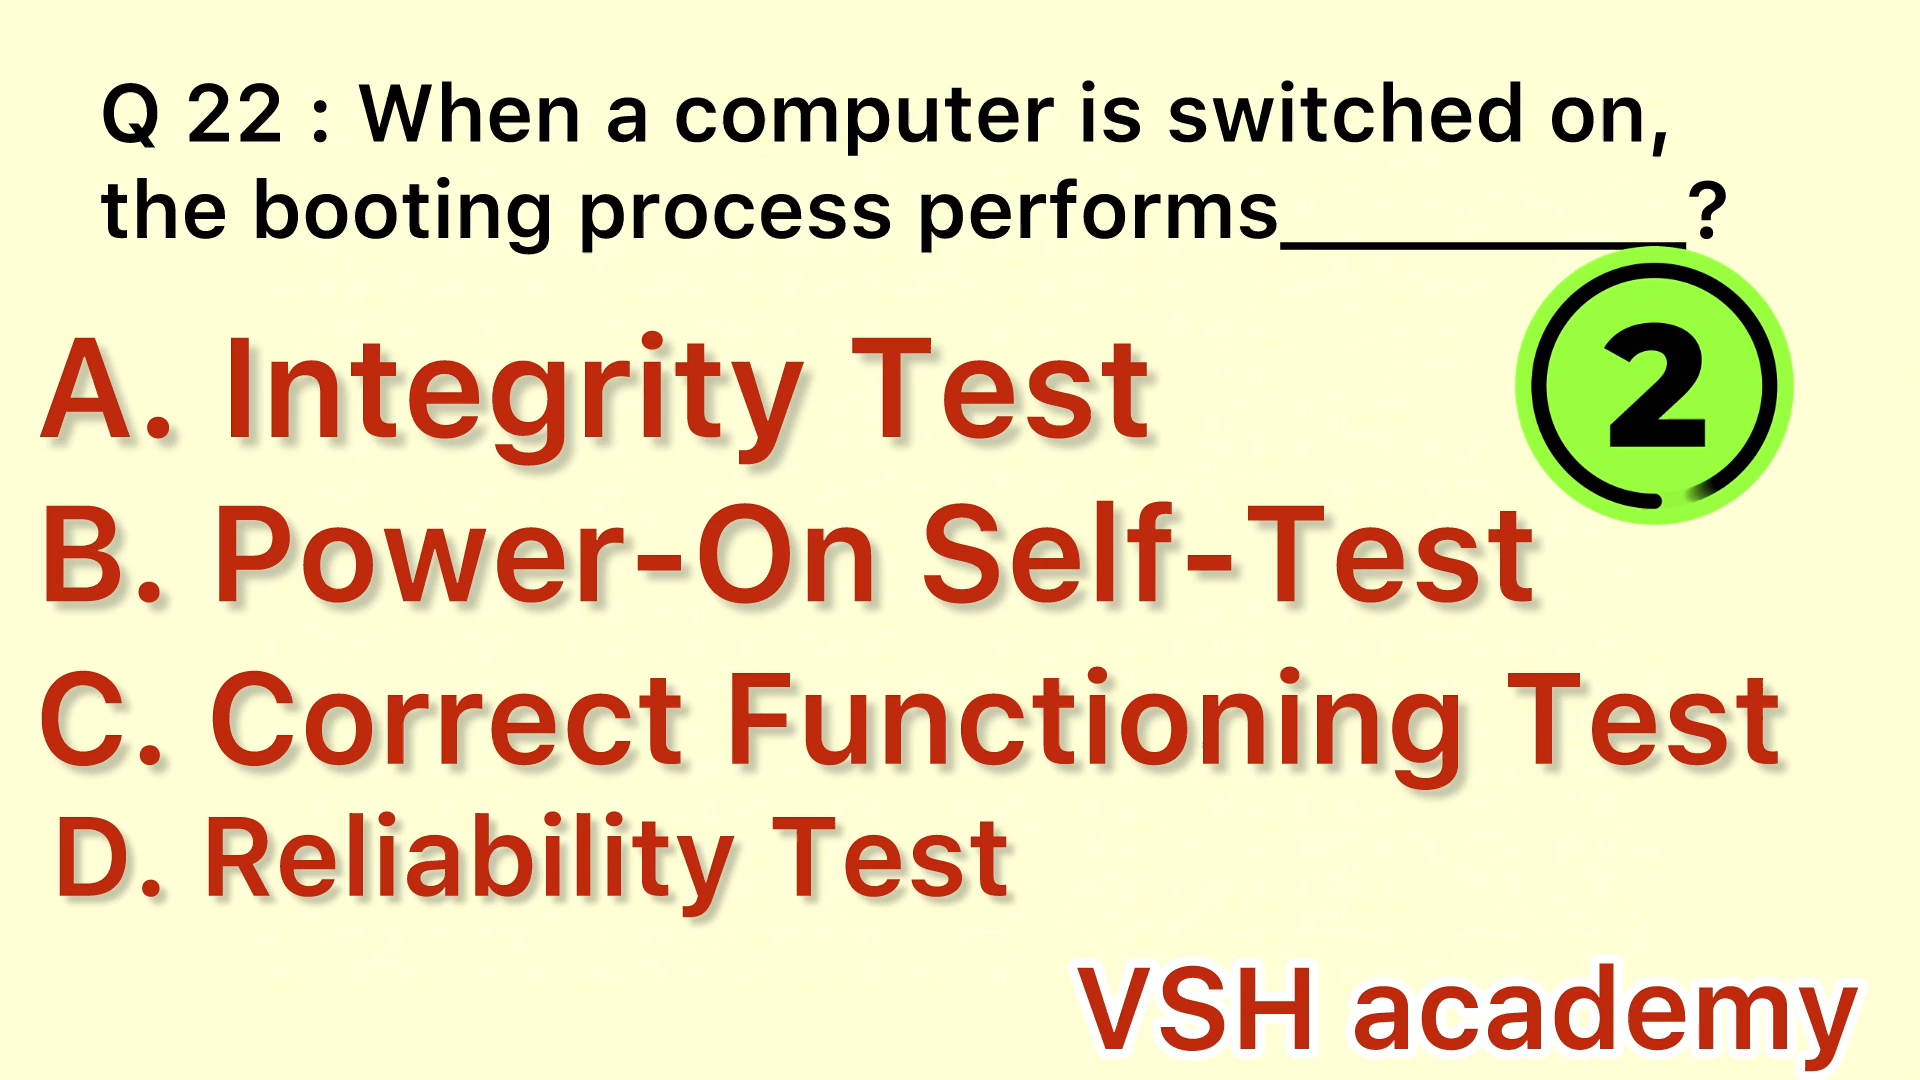 Q 22 : When a computer is switched on,
the booting process performs__________?
2
A. Integrity Test
B. Power-On Self-Test
C. Correct Functioning Test
D. Reliability Test
VSH academy